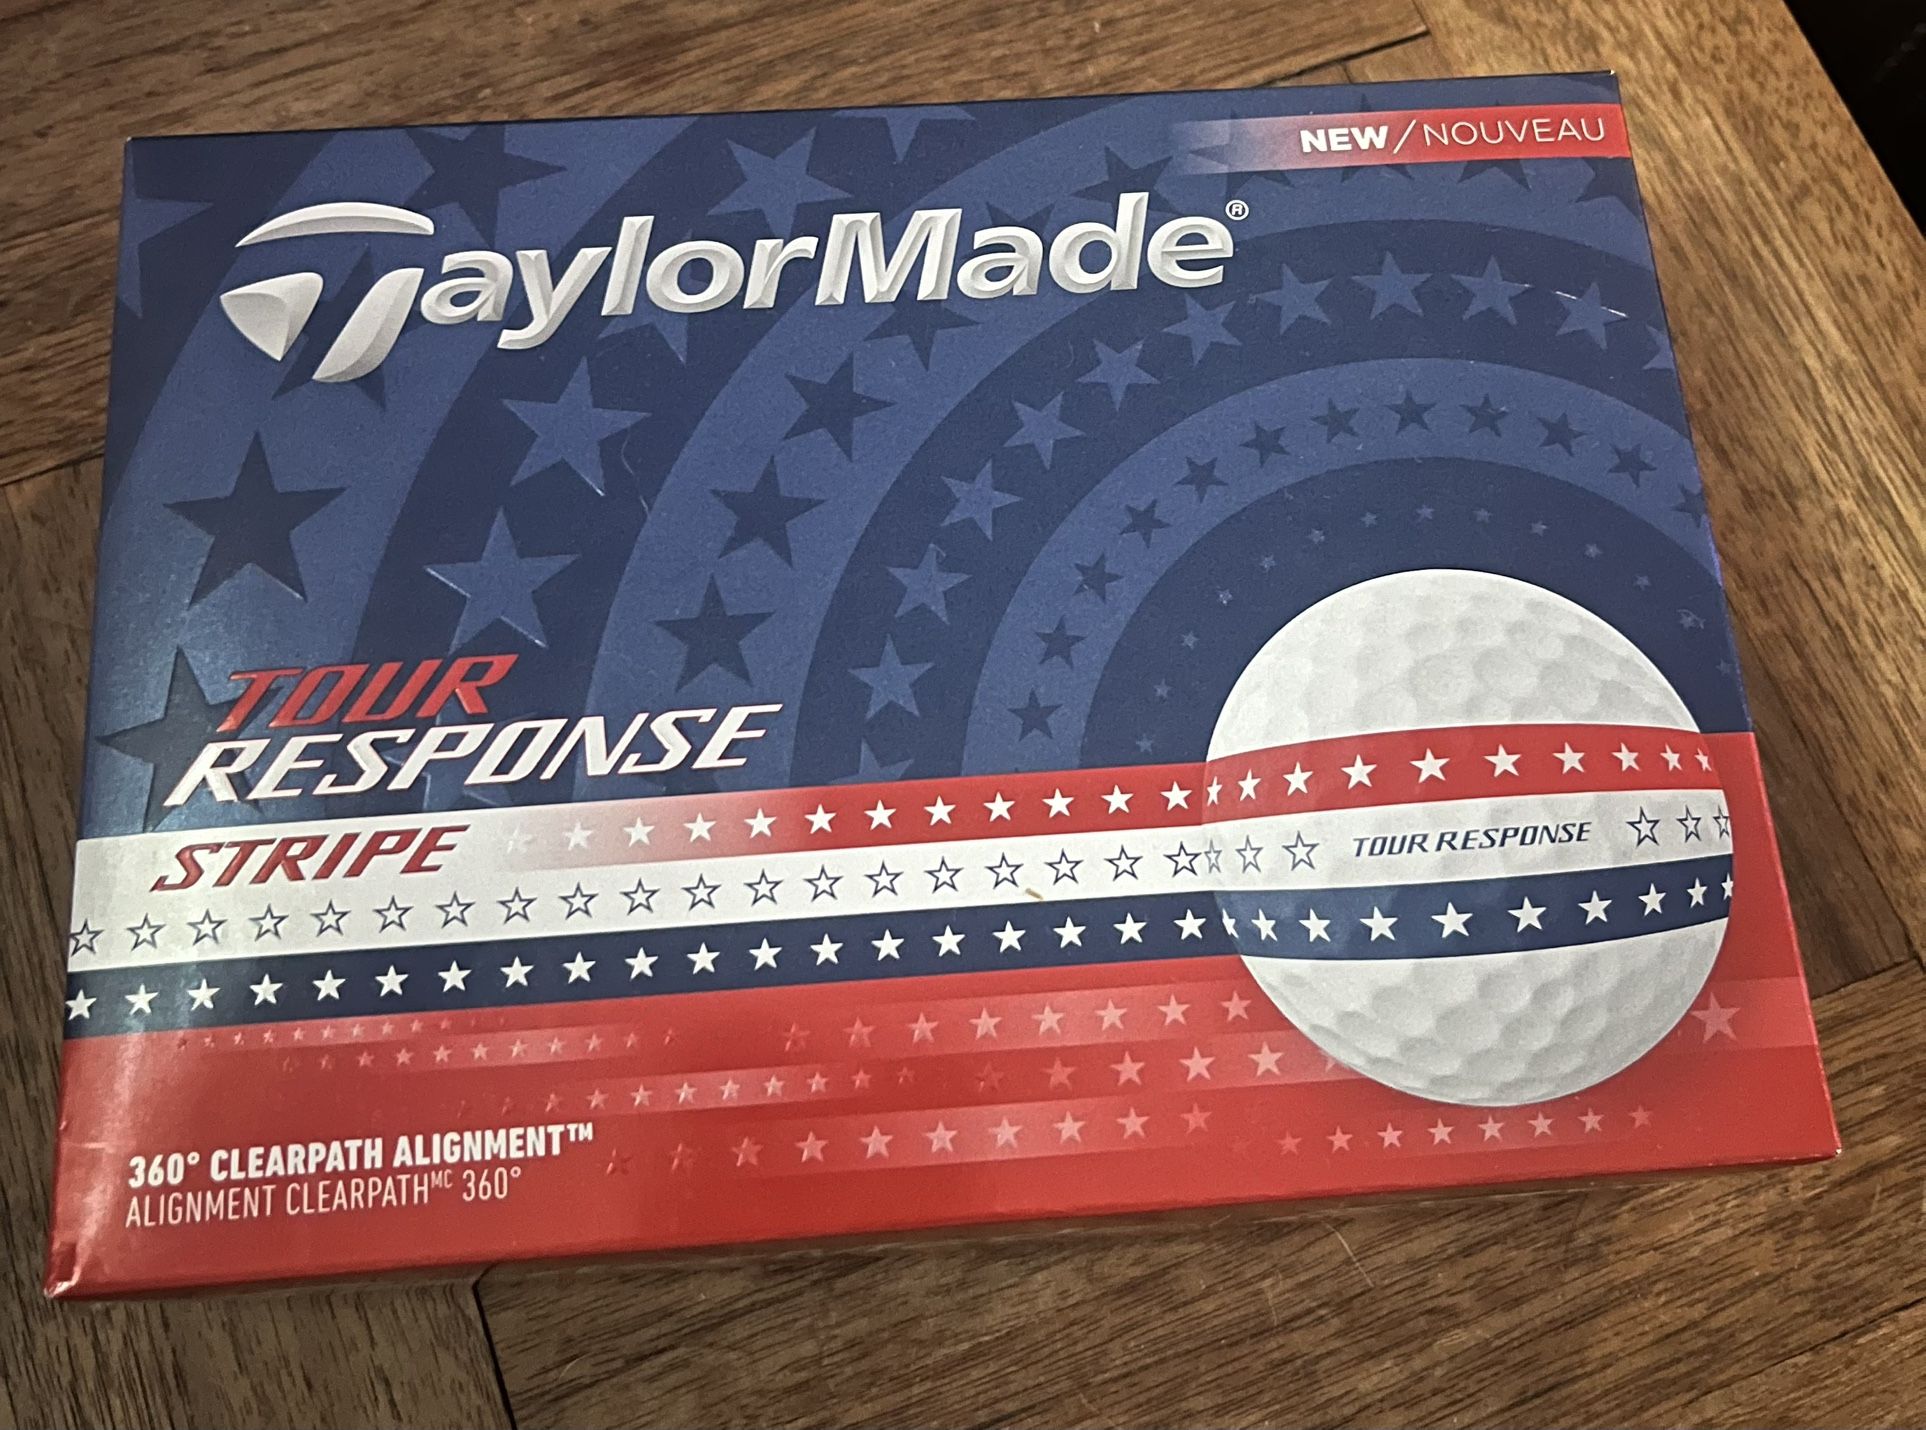 NEW/NOUVEAU
TaylorMade®
TOUR
RESPONSE
STRIPE
TOUR RESPONSE
360° CLEARPATH ALIGNMENT™
ALIGNMENT CLEARPATHᴹᶜ 360°